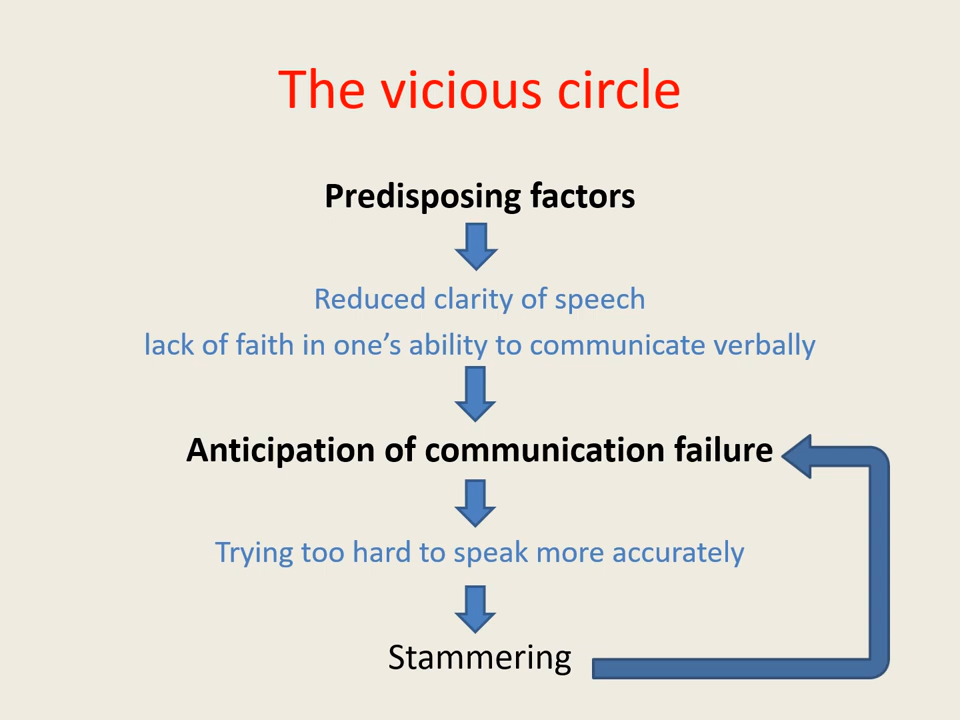 The vicious circle
Predisposing factors
Reduced clarity of speech
lack of faith in one’s ability to communicate verbally
Anticipation of communication failure
Trying too hard to speak more accurately
Stammering